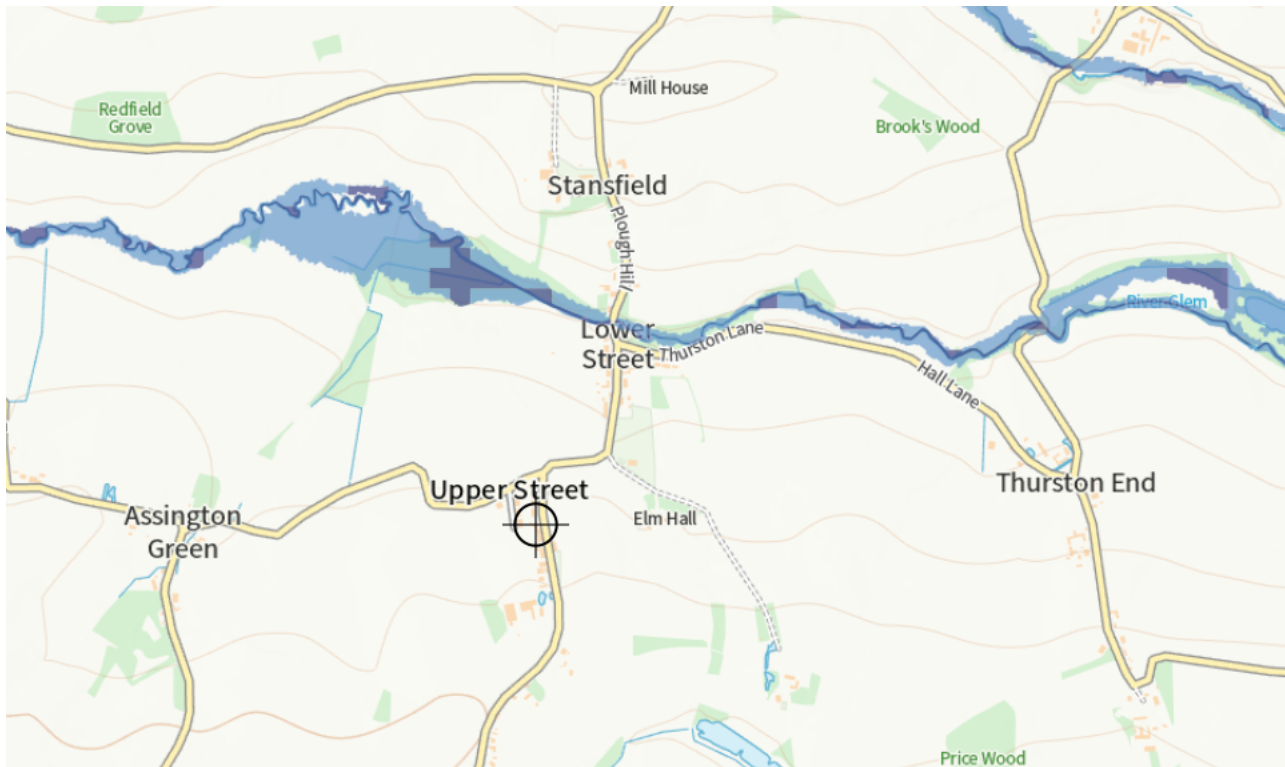 Mill House
Redfield
Grove
Brook's Wood
Stansfield
Plough Hill
River Glem
Lower
Street
Thurston Lane
Hall Lane
Thurston End
Upper Street
Assington
Green
Elm Hall
Price Wood